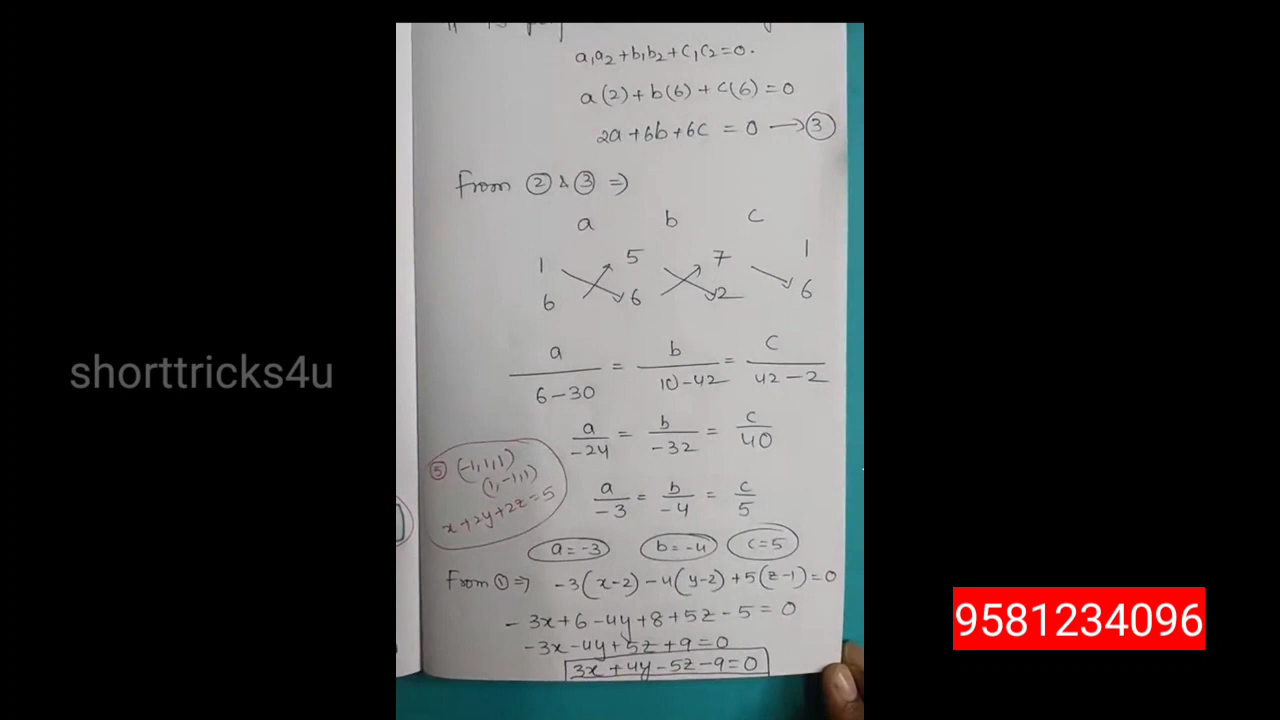 a₁a₂+b₁b₂+c₁c₂=0.
a(2)+b(6)+c(6)=0
2a+6b+6c=0 → ③
From ② & ③ ⇒
a b c
1 5 7 1
6 6 2 6
a/(6-30) = b/(10-42) = c/(42-2)
shorttricks4u
a/-24 = b/-32 = c/40
a/-3 = b/-4 = c/5
⑤ (-1,1,1)
(1,-1,1)
x+2y+2z=5
a=-3 b=-4 c=5
From ① ⇒ -3(x-2)-4(y-2)+5(z-1)=0
-3x+6-4y+8+5z-5=0
-3x-4y+5z+9=0
3x+4y-5z-9=0
9581234096